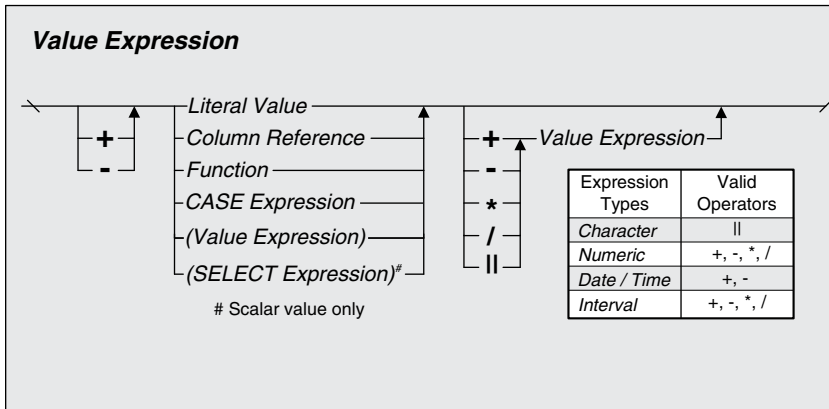 Value Expression
Literal Value
+ Column Reference + Value Expression
- Function -
CASE Expression *
(Value Expression) /
(SELECT Expression)# ||
# Scalar value only
Expression Types Valid Operators
Character ||
Numeric +, -, *, /
Date / Time +, -
Interval +, -, *, /